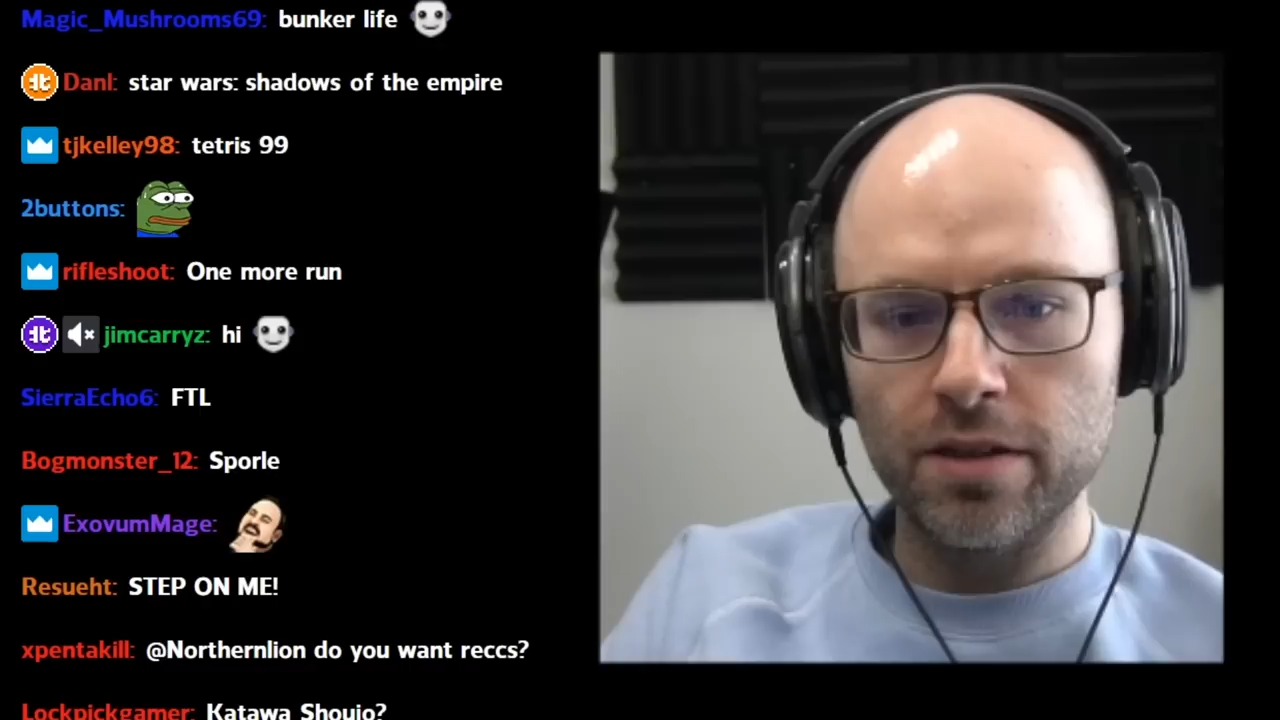 Magic_Mushrooms69: bunker life
Danl: star wars: shadows of the empire
tjkelley98: tetris 99
2buttons:
rifleshoot: One more run
jimcarryz: hi
SierraEcho6: FTL
Bogmonster_12: Sporle
ExovumMage:
Resueht: STEP ON ME!
xpentakill: @Northernlion do you want reccs?
Lockpickgamer: Katawa Shoujo?